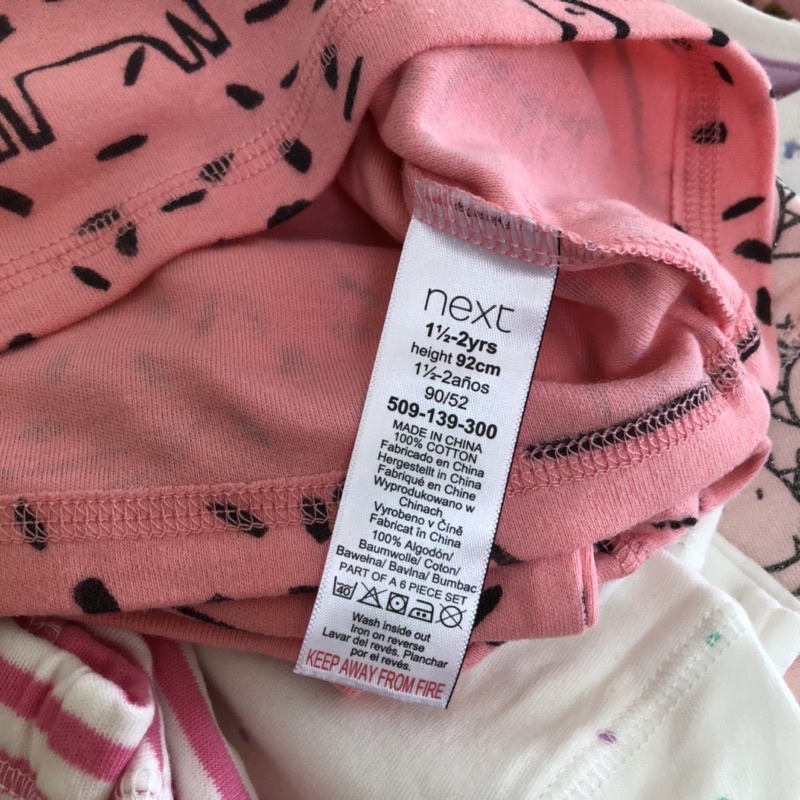 next
1½-2yrs
height 92cm
1½-2años
90/52
509-139-300
MADE IN CHINA
100% COTTON
Fabricado en China
Hergestellt in China
Fabriqué en Chine
Wyprodukowano w
Chinach
Vyrobeno v Číně
Fabricat în China
100% Algodón/
Baumwolle/ Coton/
Bawełna/ Bavlna/ Bumbac
PART OF A 6 PIECE SET
40
Wash inside out
Iron on reverse
Lavar del revés. Planchar
por el revés.
KEEP AWAY FROM FIRE